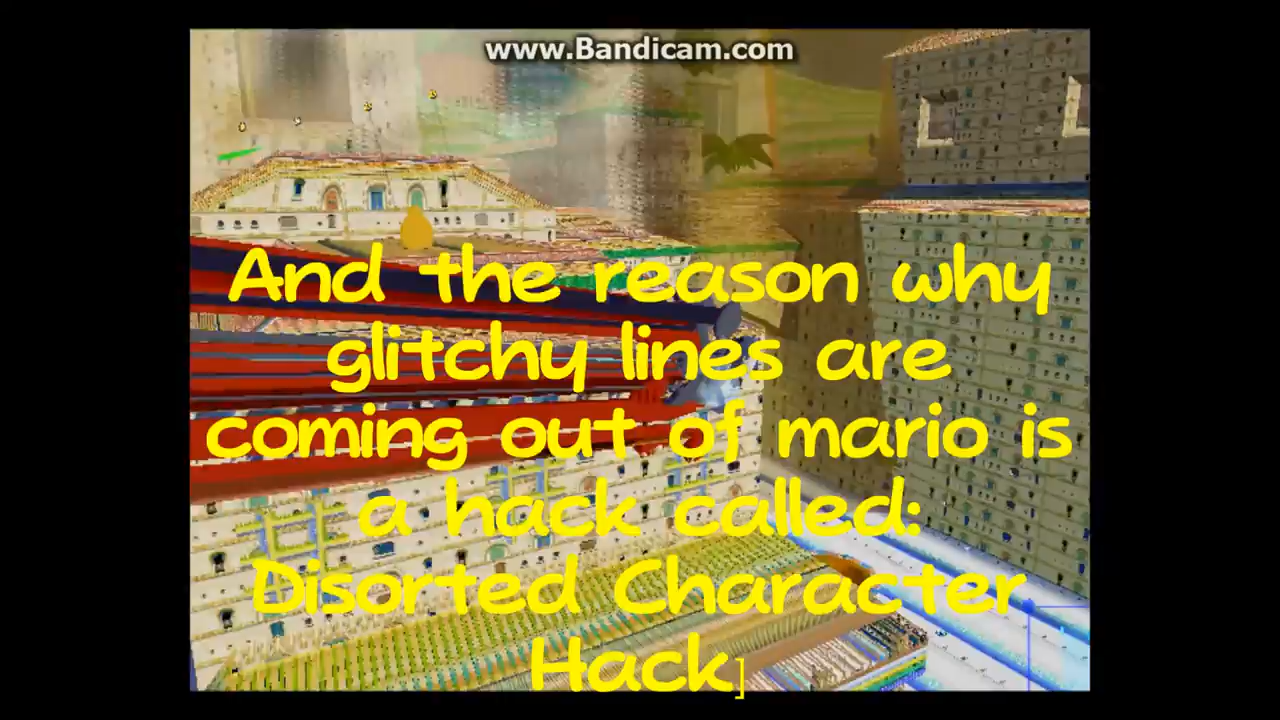 www.Bandicam.com
And the reason why
glitchy lines are
coming out of mario is
a hack called:
Disorted Character
Hack]